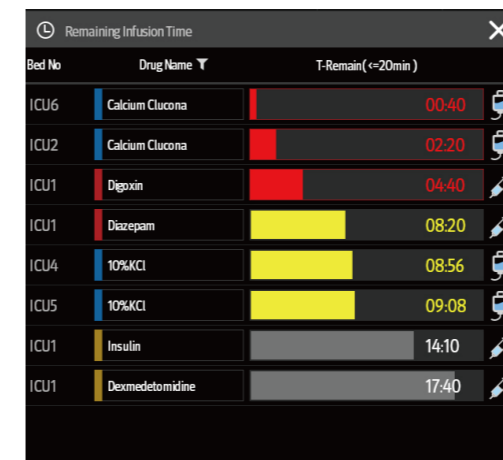 Remaining Infusion Time
Bed No Drug Name T-Remain( <=20min )
ICU6 Calcium Clucona 00:40
ICU2 Calcium Clucona 02:20
ICU1 Digoxin 04:40
ICU1 Diazepam 08:20
ICU4 10%KCl 08:56
ICU5 10%KCl 09:08
ICU1 Insulin 14:10
ICU1 Dexmedetomidine 17:40